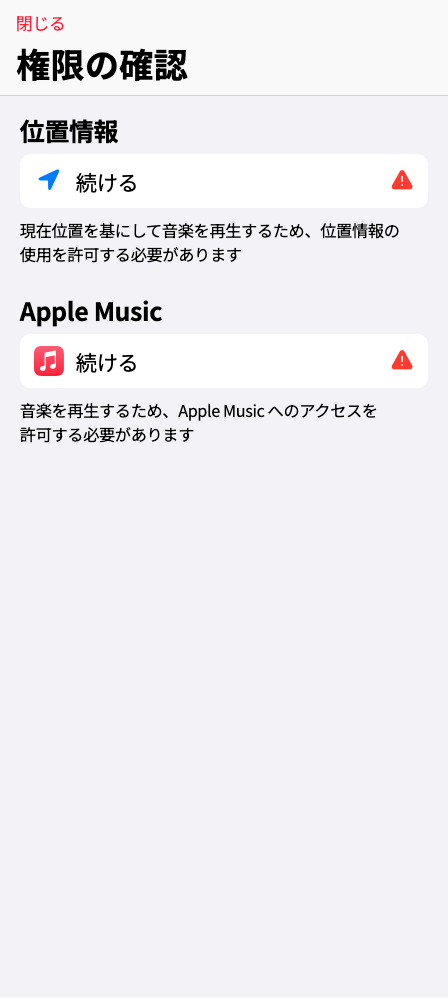 閉じる
権限の確認
位置情報
続ける
現在位置を基にして音楽を再生するため、位置情報の
使用を許可する必要があります
Apple Music
続ける
音楽を再生するため、Apple Music へのアクセスを
許可する必要があります